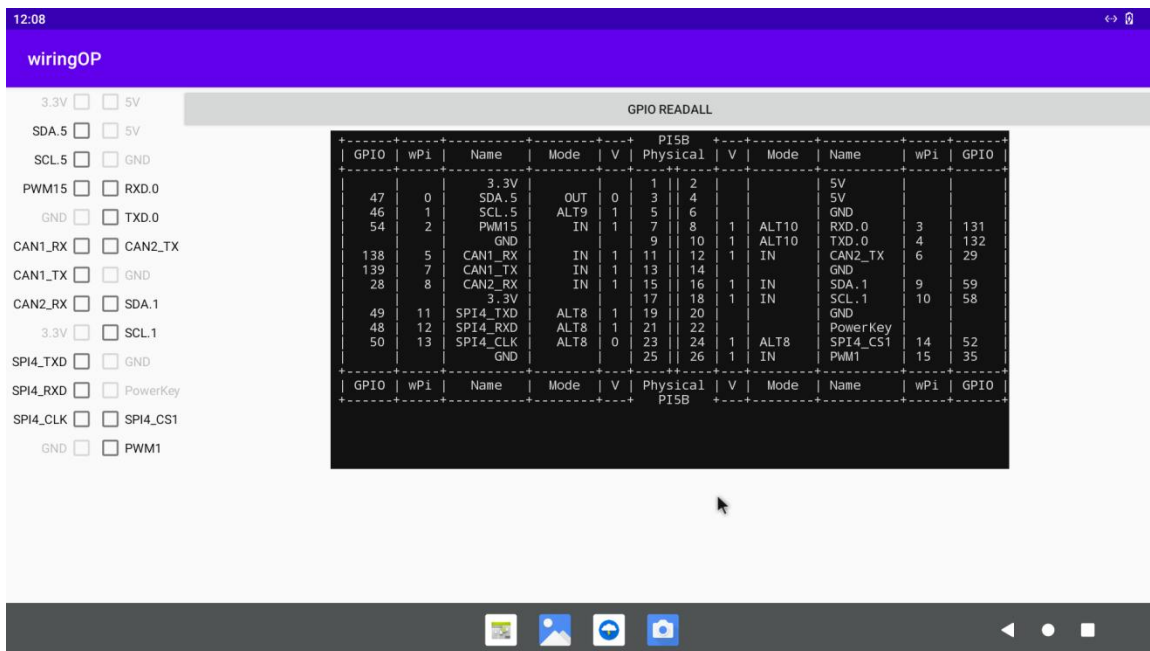 12:08
wiringOP
3.3V 5V
SDA.5 5V
SCL.5 GND
PWM15 RXD.0
GND TXD.0
CAN1_RX CAN2_TX
CAN1_TX GND
CAN2_RX SDA.1
3.3V SCL.1
SPI4_TXD GND
SPI4_RXD PowerKey
SPI4_CLK SPI4_CS1
GND PWM1
GPIO READALL
+------+-----+----------+--------+---+ PI5B +---+--------+----------+-----+------+
| GPIO | wPi | Name | Mode | V | Physical | V | Mode | Name | wPi | GPIO |
+------+-----+----------+--------+---+----++----+---+--------+----------+-----+------+
| | | 3.3V | | | 1 || 2 | | | 5V | | |
| 47 | 0 | SDA.5 | OUT | 0 | 3 || 4 | | | 5V | | |
| 46 | 1 | SCL.5 | ALT9 | 1 | 5 || 6 | | | GND | | |
| 54 | 2 | PWM15 | IN | 1 | 7 || 8 | 1 | ALT10 | RXD.0 | 3 | 131 |
| | | GND | | | 9 || 10 | 1 | ALT10 | TXD.0 | 4 | 132 |
| 138 | 5 | CAN1_RX | IN | 1 | 11 || 12 | 1 | IN | CAN2_TX | 6 | 29 |
| 139 | 7 | CAN1_TX | IN | 1 | 13 || 14 | | | GND | | |
| 28 | 8 | CAN2_RX | IN | 1 | 15 || 16 | 1 | IN | SDA.1 | 9 | 59 |
| | | 3.3V | | | 17 || 18 | 1 | IN | SCL.1 | 10 | 58 |
| 49 | 11 | SPI4_TXD | ALT8 | 1 | 19 || 20 | | | GND | | |
| 48 | 12 | SPI4_RXD | ALT8 | 1 | 21 || 22 | | | PowerKey | | |
| 50 | 13 | SPI4_CLK | ALT8 | 0 | 23 || 24 | 1 | ALT8 | SPI4_CS1 | 14 | 52 |
| | | GND | | | 25 || 26 | 1 | IN | PWM1 | 15 | 35 |
+------+-----+----------+--------+---+----++----+---+--------+----------+-----+------+
| GPIO | wPi | Name | Mode | V | Physical | V | Mode | Name | wPi | GPIO |
+------+-----+----------+--------+---+ PI5B +---+--------+----------+-----+------+